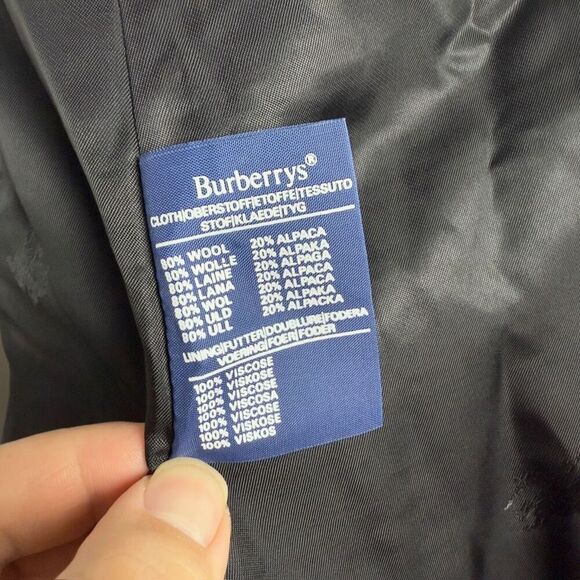 Burberrys®
CLOTH|OBERSTOFF|ETOFFE|TESSUTO
STOF|KLAEDE|TYG
80% WOOL 20% ALPACA
80% WOLLE 20% ALPAKA
80% LAINE 20% ALPAGA
80% LANA 20% ALPACA
80% WOL 20% ALPACA
80% ULD 20% ALPAKA
80% ULL 20% ALPACKA
LINING|FUTTER|DOUBLURE|FODERA
VOERING|FOER|FODER
100% VISCOSE
100% VISKOSE
100% VISCOSE
100% VISCOSA
100% VISCOSE
100% VISKOSE
100% VISKOS